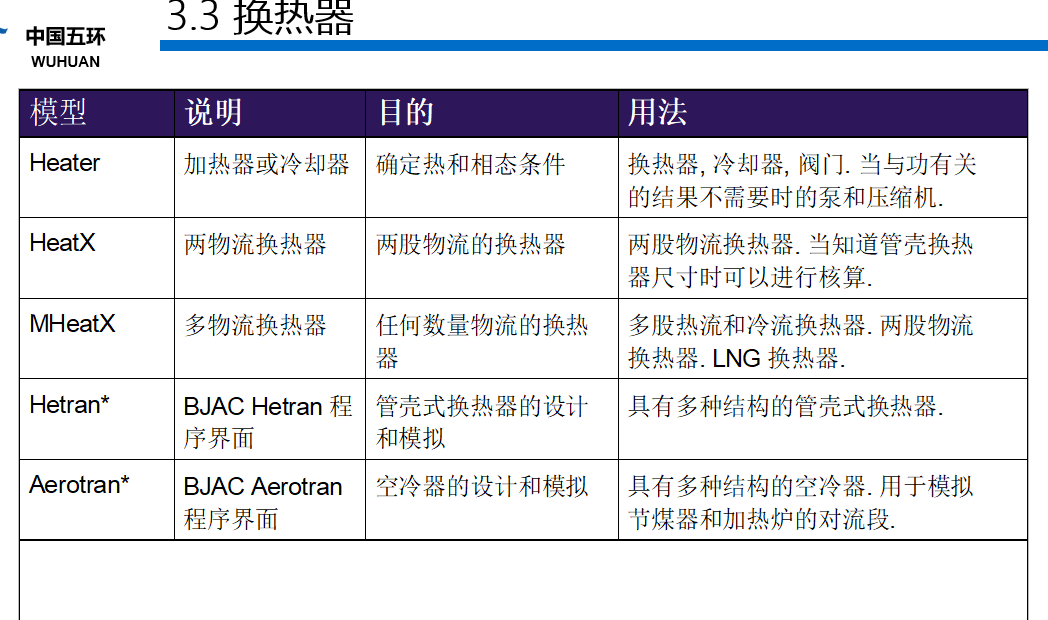 3.3 换热器
中国五环
WUHUAN
模型 说明 目的 用法
Heater 加热器或冷却器 确定热和相态条件 换热器, 冷却器, 阀门. 当与功有关
的结果不需要时的泵和压缩机.
HeatX 两物流换热器 两股物流的换热器 两股物流换热器. 当知道管壳换热
器尺寸时可以进行核算.
MHeatX 多物流换热器 任何数量物流的换热 多股热流和冷流换热器. 两股物流
器 换热器. LNG 换热器.
Hetran* BJAC Hetran 程 管壳式换热器的设计 具有多种结构的管壳式换热器.
序界面 和模拟
Aerotran* BJAC Aerotran 空冷器的设计和模拟 具有多种结构的空冷器. 用于模拟
程序界面 节煤器和加热炉的对流段.